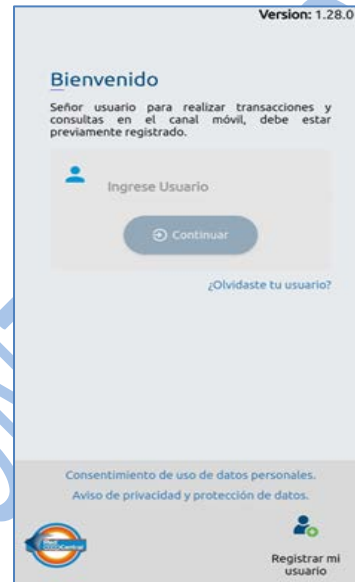 Version: 1.28.0
Bienvenido
Señor usuario para realizar transacciones y
consultas en el canal móvil, debe estar
previamente registrado.
Ingrese Usuario
Continuar
¿Olvidaste tu usuario?
Consentimiento de uso de datos personales.
Aviso de privacidad y protección de datos.
Registrar mi
usuario